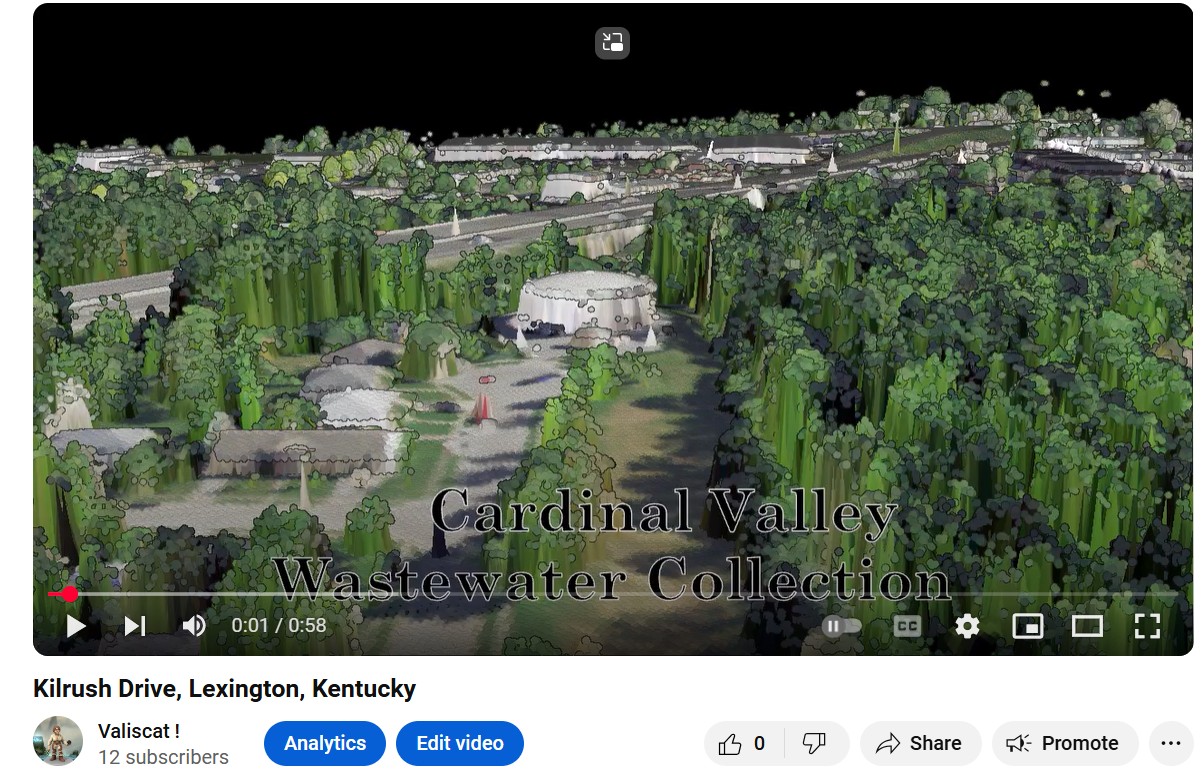 Cardinal Valley
Wastewater Collection
0:01 / 0:58
CC
Kilrush Drive, Lexington, Kentucky
Valiscat !
12 subscribers
Analytics
Edit video
0
Share
Promote